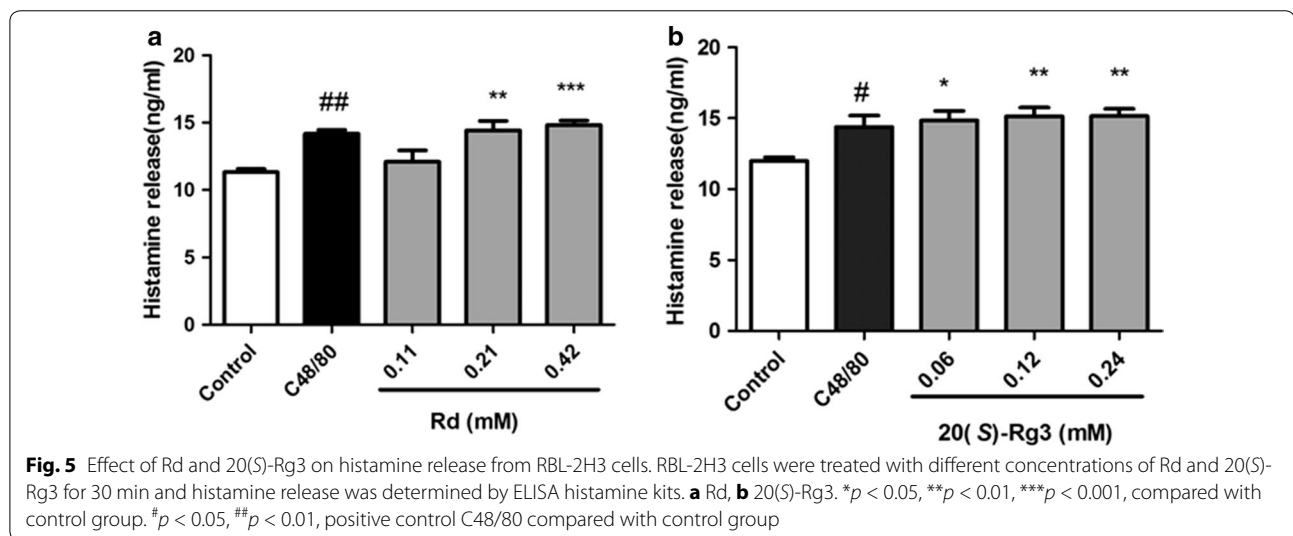 a
Histamine release(ng/ml)
20
15
10
5
0
##
**
***
Control
C48/80
0.11
0.21
0.42
Rd (mM)
b
Histamine release(ng/ml)
20
15
10
5
0
#
*
**
**
Control
C48/80
0.06
0.12
0.24
20( S)-Rg3 (mM)
Fig. 5 Effect of Rd and 20(S)-Rg3 on histamine release from RBL-2H3 cells. RBL-2H3 cells were treated with different concentrations of Rd and 20(S)-
Rg3 for 30 min and histamine release was determined by ELISA histamine kits. a Rd, b 20(S)-Rg3. *p < 0.05, **p < 0.01, ***p < 0.001, compared with
control group. #p < 0.05, ##p < 0.01, positive control C48/80 compared with control group